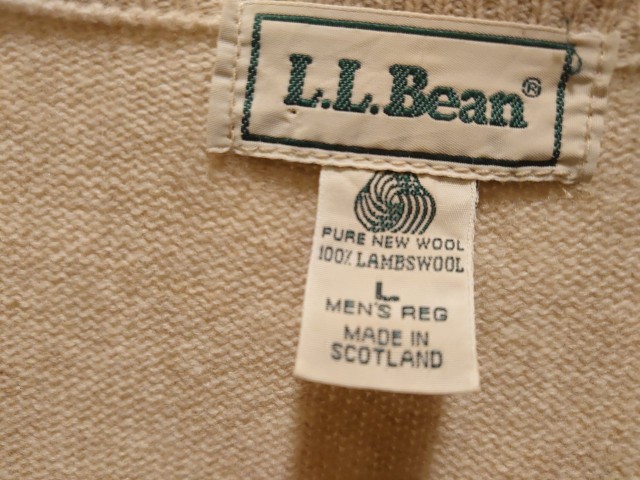 L.L.Bean®
PURE NEW WOOL
100% LAMBSWOOL
L
MEN'S REG
MADE IN
SCOTLAND